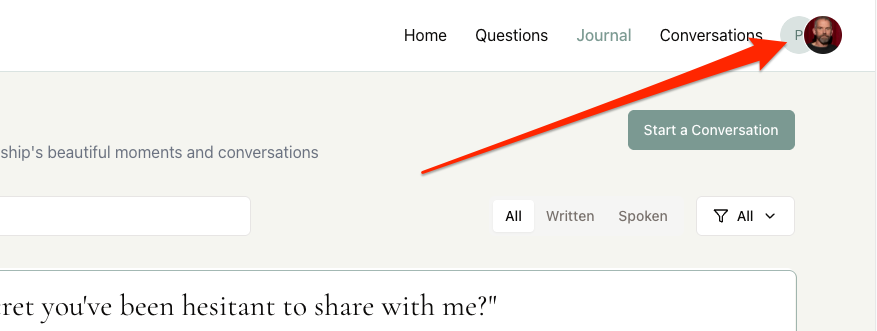 Home Questions Journal Conversations P
Start a Conversation
ship's beautiful moments and conversations
All Written Spoken All
ret you've been hesitant to share with me?"